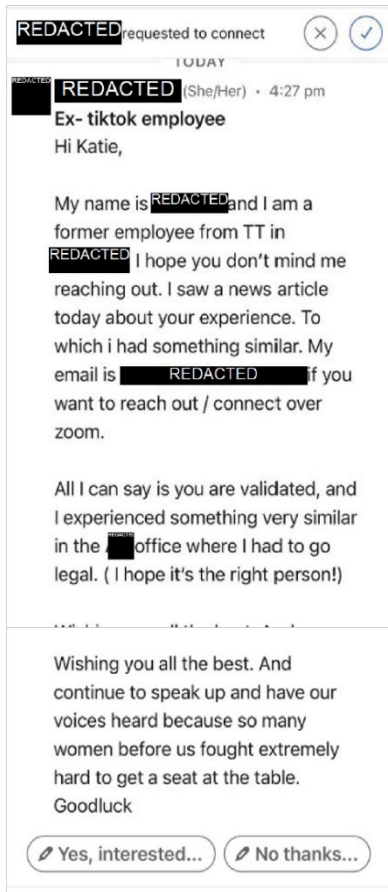 REDACTED requested to connect
TODAY
REDACTED
REDACTED (She/Her) • 4:27 pm
Ex- tiktok employee
Hi Katie,
My name is REDACTED and I am a
former employee from TT in
REDACTED I hope you don't mind me
reaching out. I saw a news article
today about your experience. To
which i had something similar. My
email is REDACTED if you
want to reach out / connect over
zoom.
All I can say is you are validated, and
I experienced something very similar
in the REDACTED office where I had to go
legal. ( I hope it's the right person!)
Wishing you all the best. And
continue to speak up and have our
voices heard because so many
women before us fought extremely
hard to get a seat at the table.
Goodluck
Yes, interested...
No thanks...